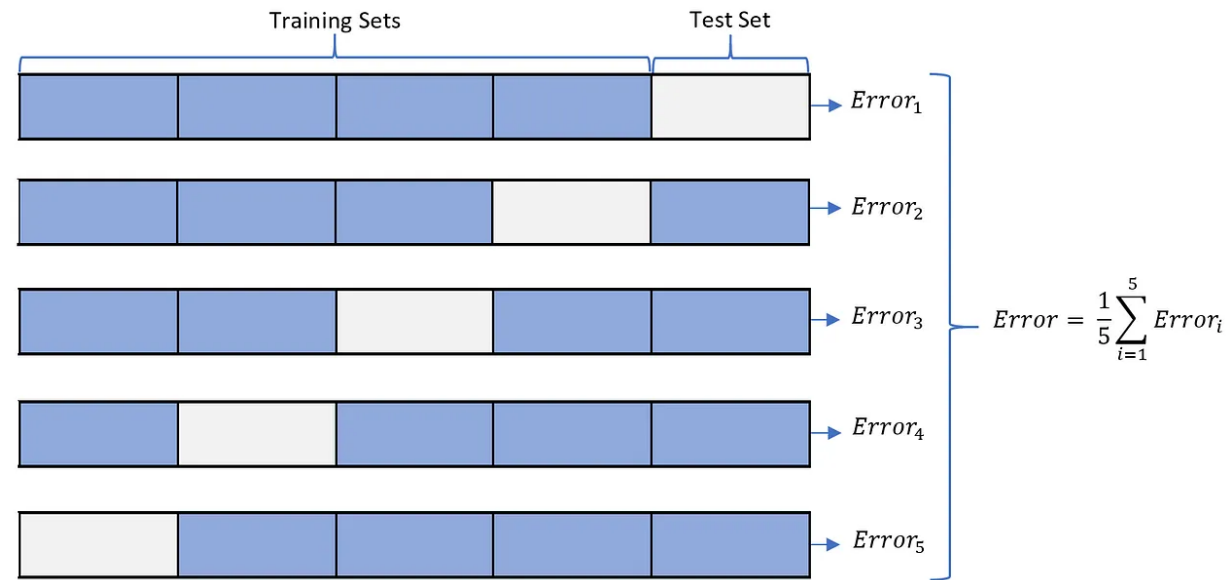 Training Sets
Test Set
Error₁
Error₂
Error₃
Error₄
Error₅
Error = 1/5 ∑_{i=1}^{5} Errorᵢ